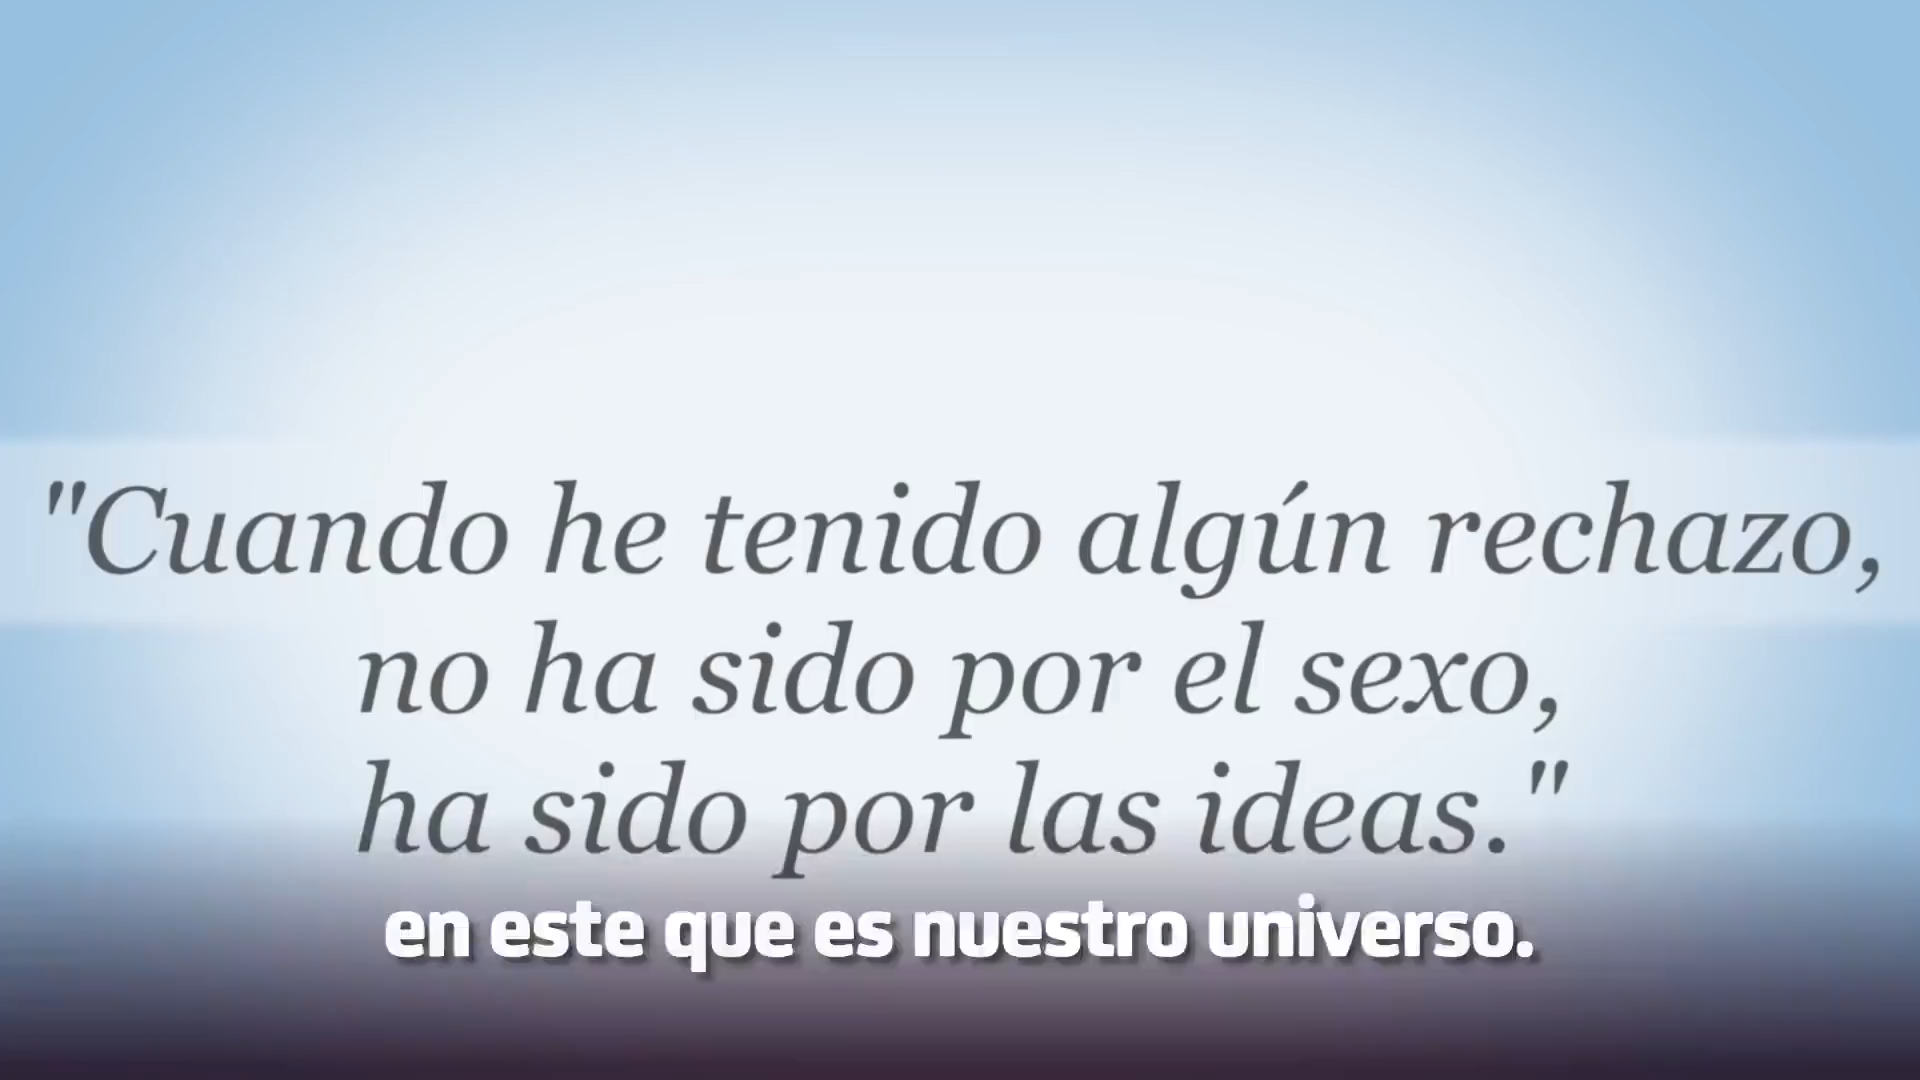 "Cuando he tenido algún rechazo,
no ha sido por el sexo,
ha sido por las ideas."
en este que es nuestro universo.